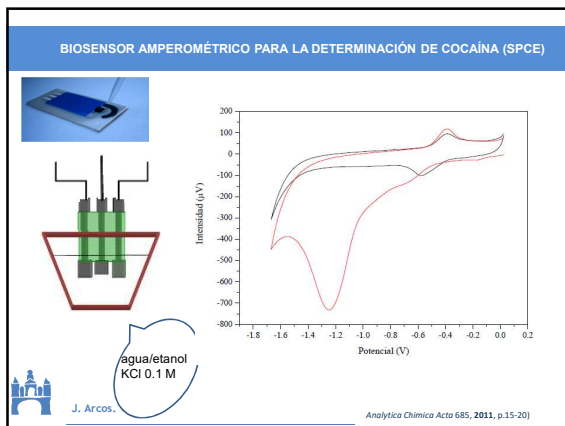 BIOSENSOR AMPEROMÉTRICO PARA LA DETERMINACIÓN DE COCAÍNA (SPCE)
200
100
0
-100
-200
-300
-400
-500
-600
-700
-800
Intensidad (μV)
-1.8 -1.6 -1.4 -1.2 -1.0 -0.8 -0.6 -0.4 -0.2 0.0 0.2
Potencial (V)
agua/etanol
KCl 0.1 M
J. Arcos.
Analytica Chimica Acta 685, 2011, p.15-20)